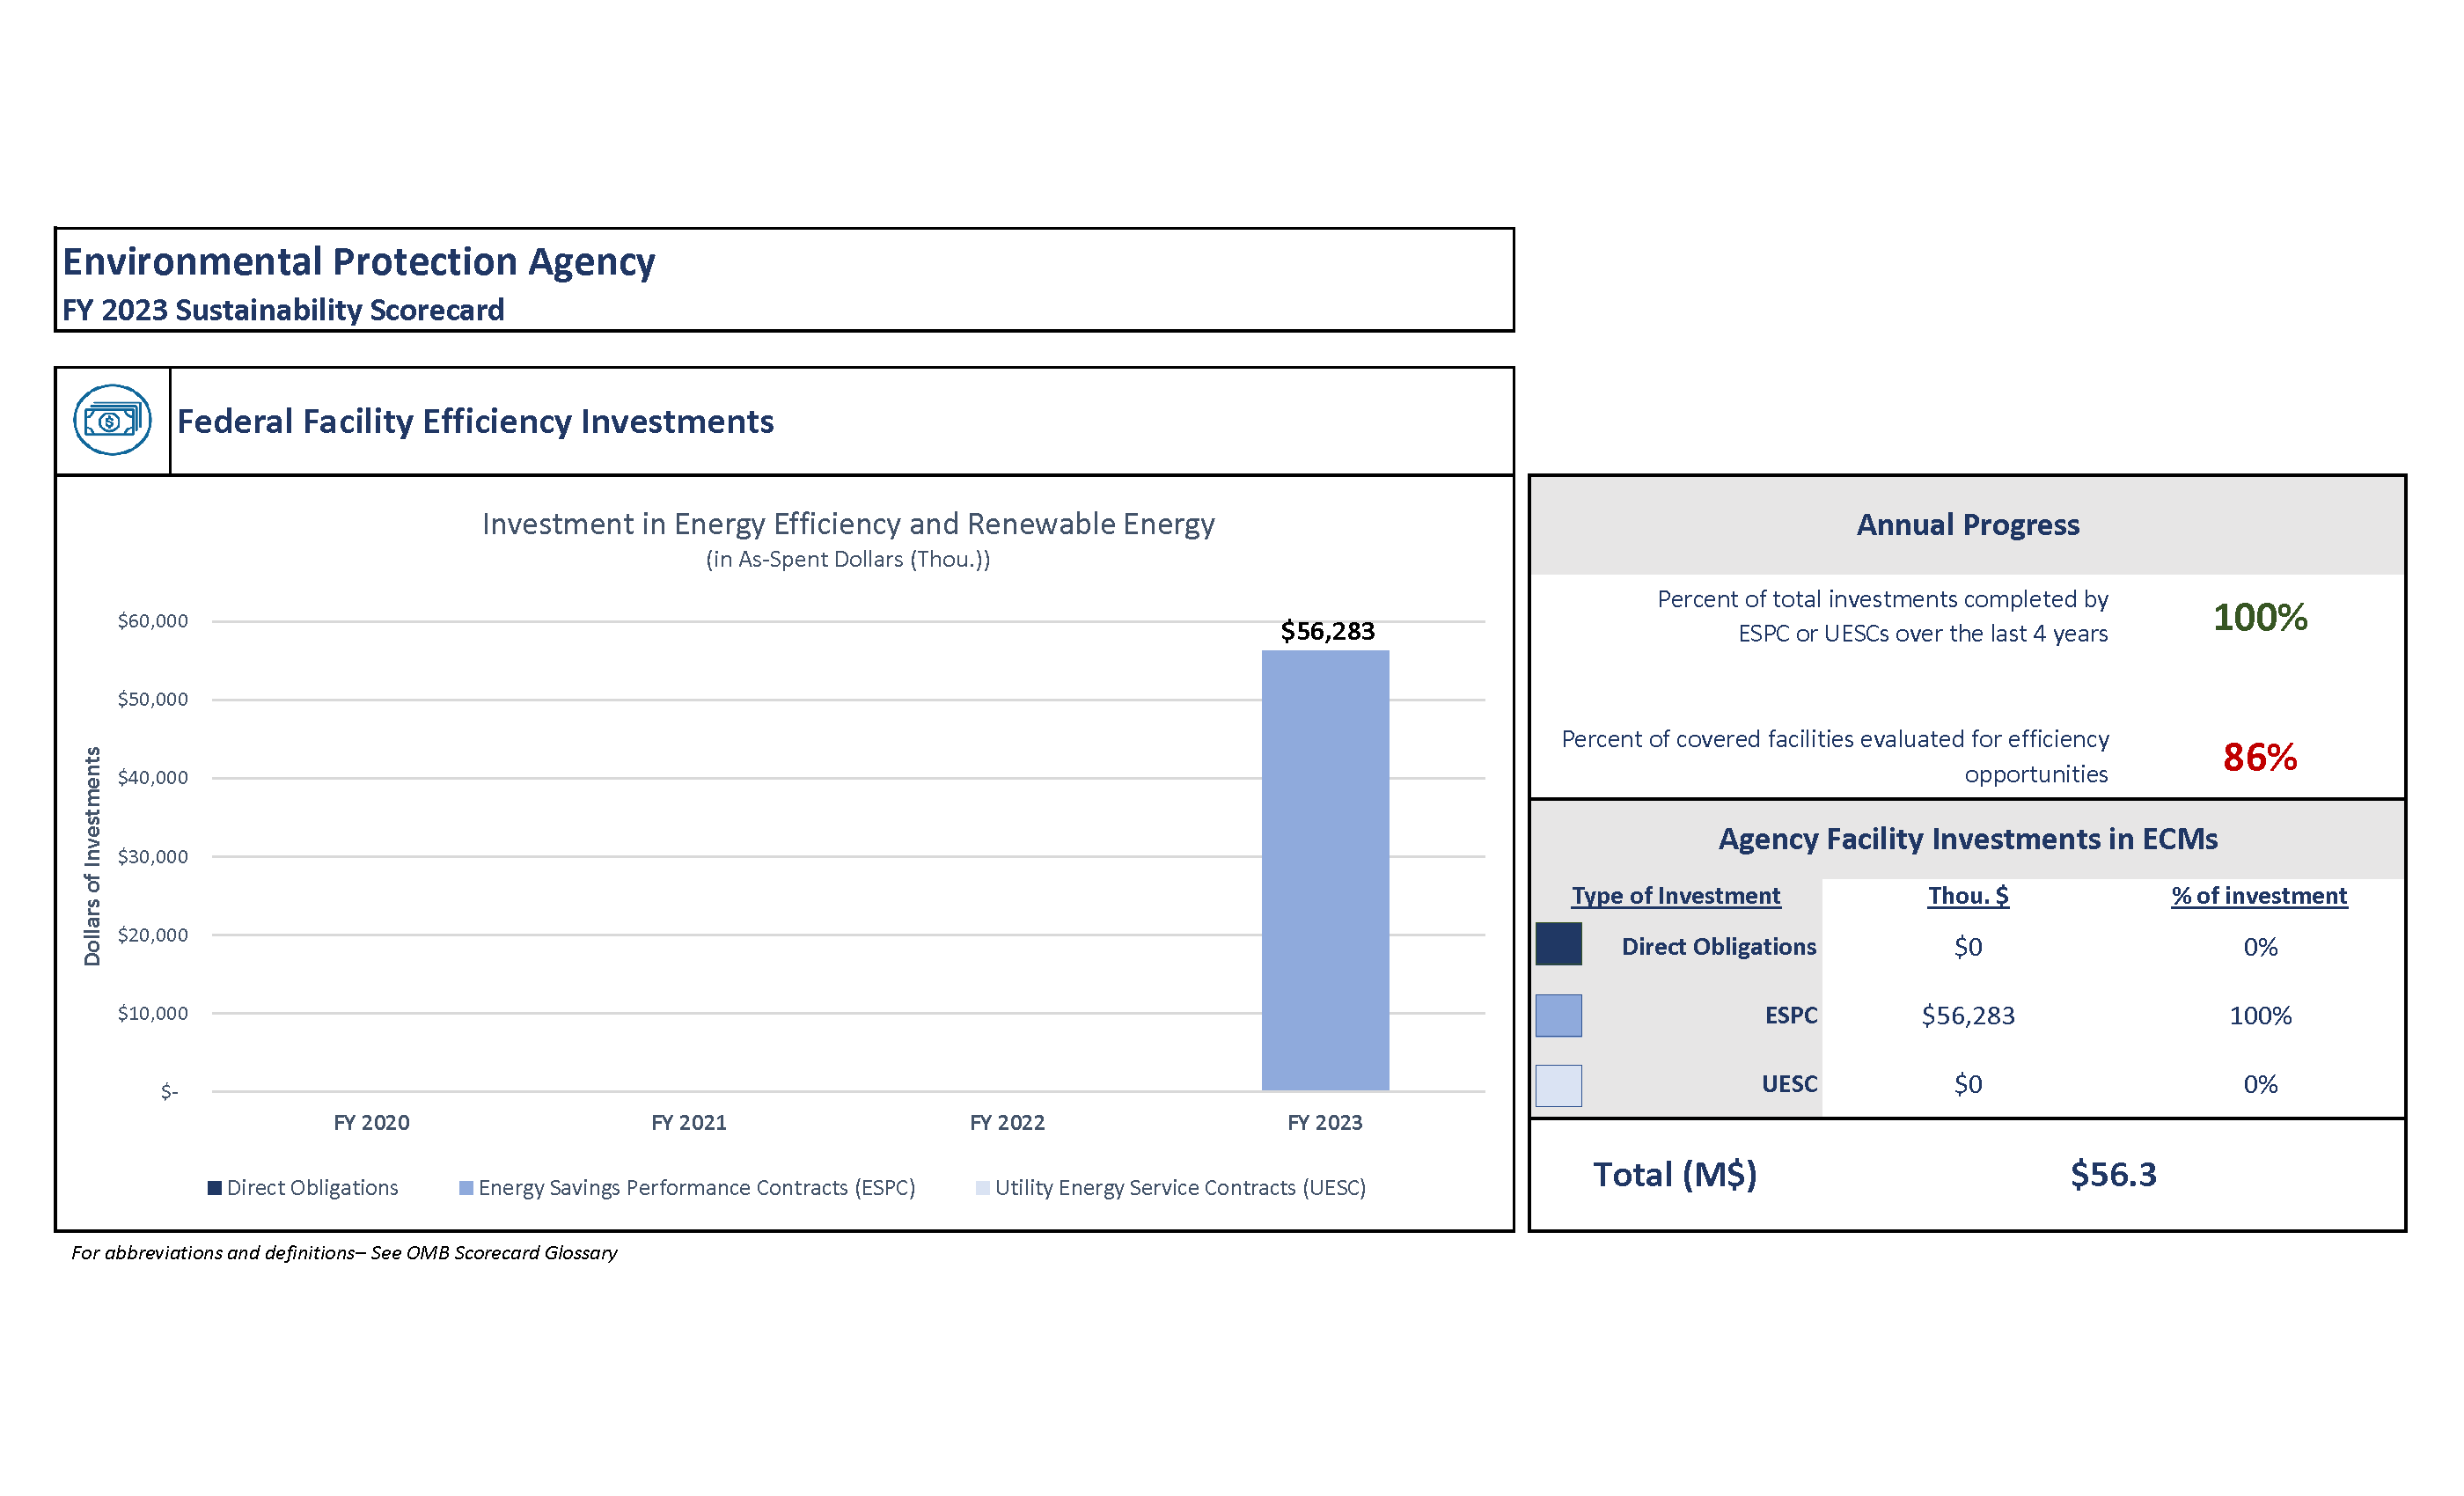 Environmental Protection Agency
FY 2023 Sustainability Scorecard
Federal Facility Efficiency Investments
Investment in Energy Efficiency and Renewable Energy
(in As-Spent Dollars (Thou.))
Dollars of Investments
$60,000
$50,000
$40,000
$30,000
$20,000
$10,000
$-
$56,283
FY 2020 FY 2021 FY 2022 FY 2023
Direct Obligations Energy Savings Performance Contracts (ESPC) Utility Energy Service Contracts (UESC)
Annual Progress
Percent of total investments completed by
ESPC or UESCs over the last 4 years
100%
Percent of covered facilities evaluated for efficiency
opportunities
86%
Agency Facility Investments in ECMs
Type of Investment Thou. $ % of investment
Direct Obligations $0 0%
ESPC $56,283 100%
UESC $0 0%
Total (M$) $56.3
For abbreviations and definitions– See OMB Scorecard Glossary